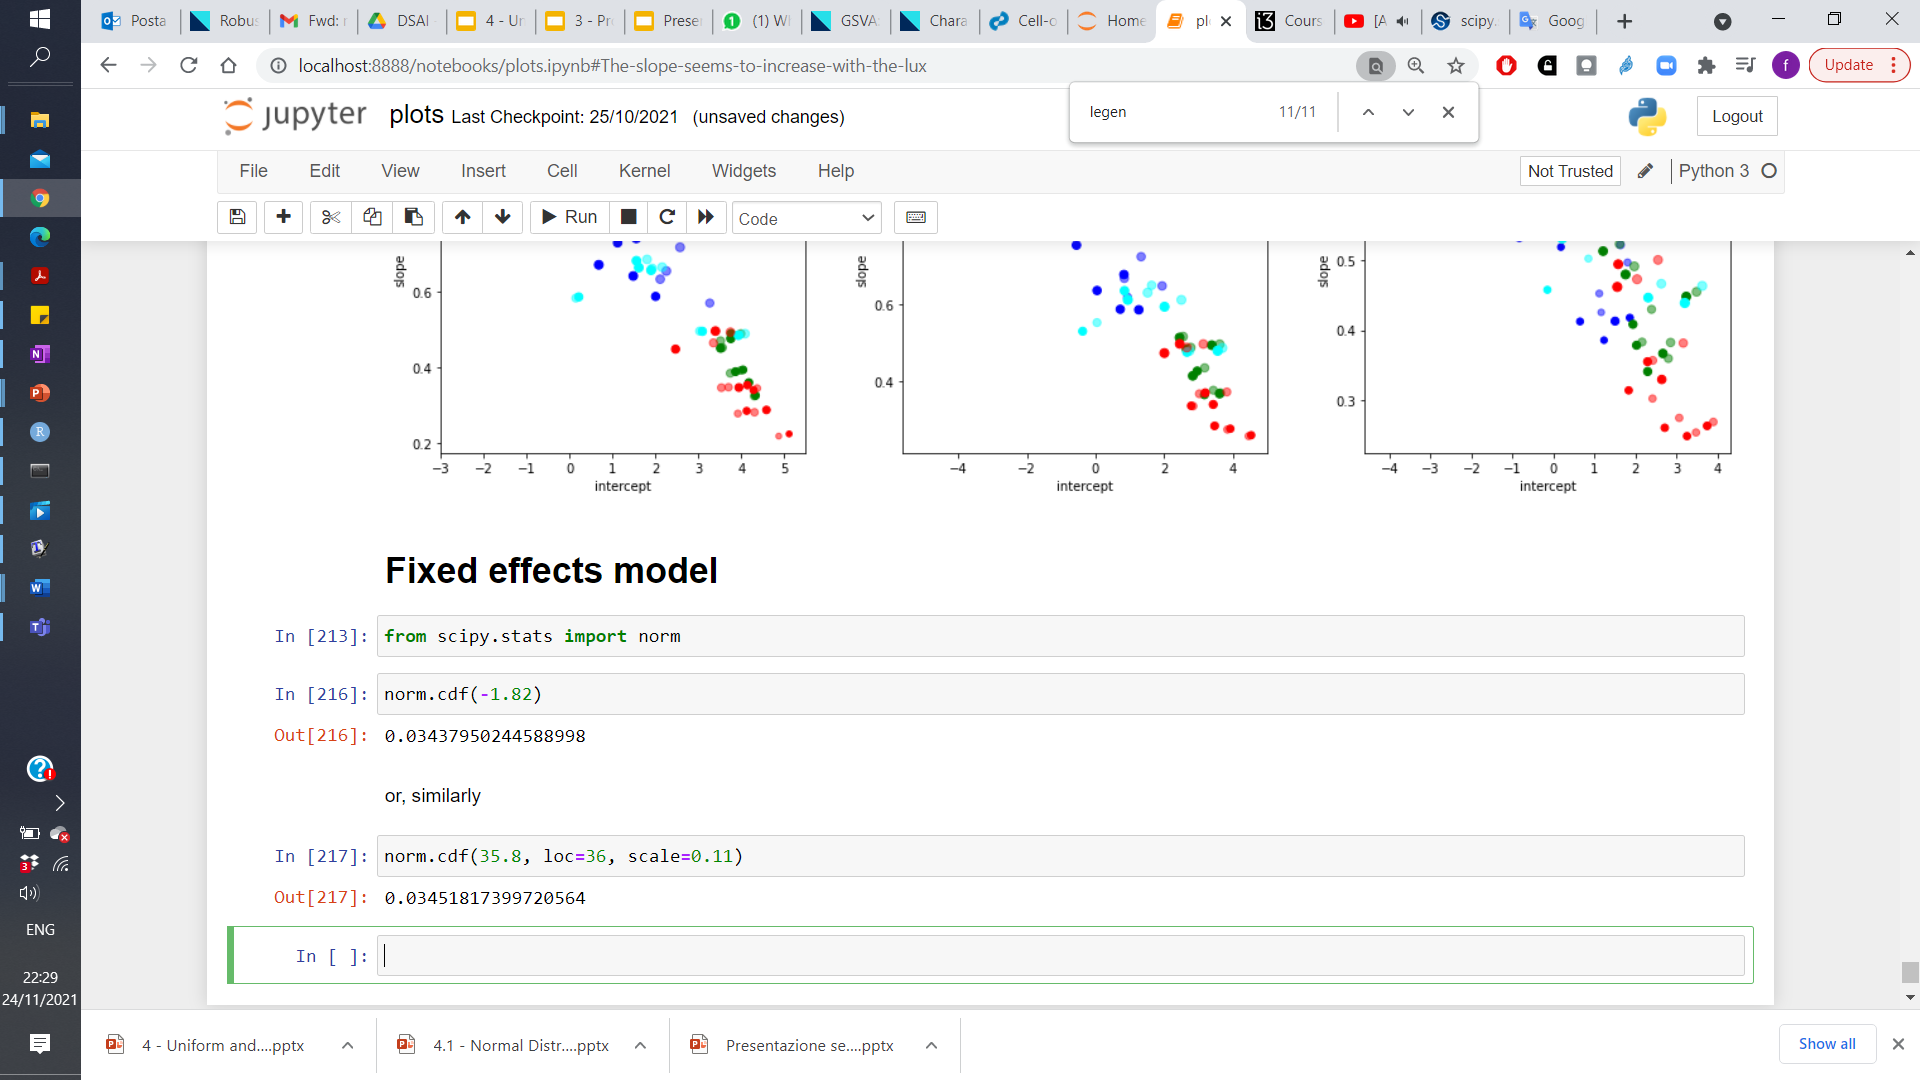 Posta
Robus
Fwd: r
DSAI -
4 - Un
3 - Pr
Prese
(1) W
GSVA
Chara
Cell-o
Home
pl
Cours
[A
scipy
Goog
localhost:8888/notebooks/plots.ipynb#The-slope-seems-to-increase-with-the-lux
f
Update
legen 11/11
jupyter plots Last Checkpoint: 25/10/2021 (unsaved changes)
Logout
File Edit View Insert Cell Kernel Widgets Help
Not Trusted
Python 3
Run
Code
slope
0.6
0.4
0.2
−3 −2 −1 0 1 2 3 4 5
intercept
slope
0.6
0.4
−4 −2 0 2 4
intercept
slope
0.5
0.4
0.3
−4 −3 −2 −1 0 1 2 3 4
intercept
Fixed effects model
In [213]: from scipy.stats import norm
In [216]: norm.cdf(-1.82)
Out[216]: 0.03437950244588998
or, similarly
In [217]: norm.cdf(35.8, loc=36, scale=0.11)
Out[217]: 0.03451817399720564
In [ ]:
ENG
22:29
24/11/2021
4 - Uniform and....pptx
4.1 - Normal Distr....pptx
Presentazione se....pptx
Show all